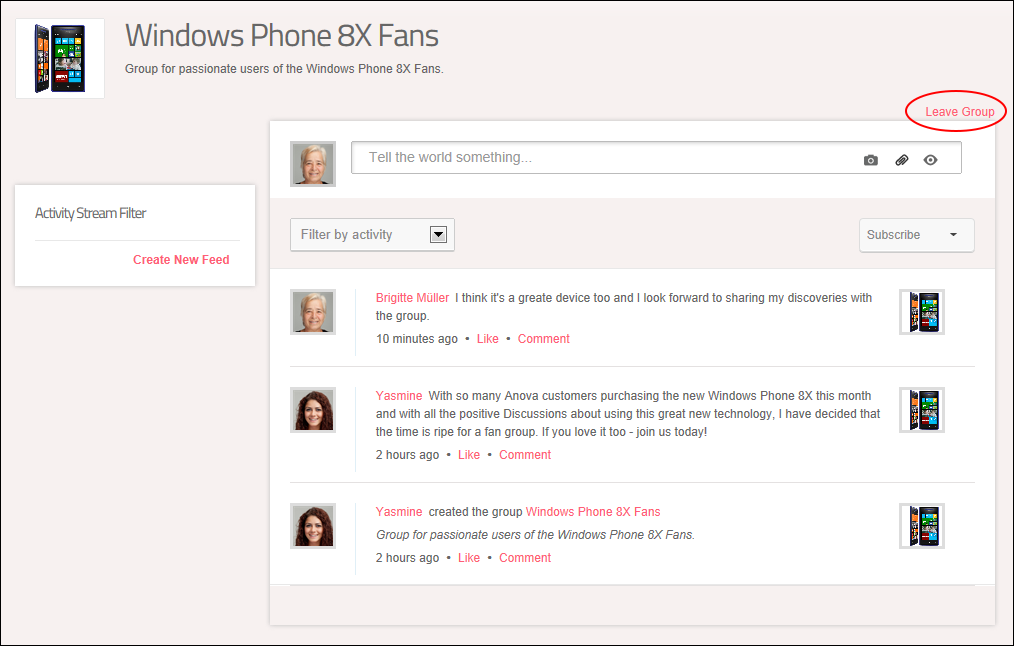 Windows Phone 8X Fans
Group for passionate users of the Windows Phone 8X Fans.
Leave Group
Tell the world something...
Activity Stream Filter
Create New Feed
Filter by activity
Subscribe
Brigitte Müller I think it's a greate device too and I look forward to sharing my discoveries with
the group.
10 minutes ago • Like • Comment
Yasmine With so many Anova customers purchasing the new Windows Phone 8X this month
and with all the positive Discussions about using this great new technology, I have decided that
the time is ripe for a fan group. If you love it too - join us today!
2 hours ago • Like • Comment
Yasmine created the group Windows Phone 8X Fans
Group for passionate users of the Windows Phone 8X Fans.
2 hours ago • Like • Comment